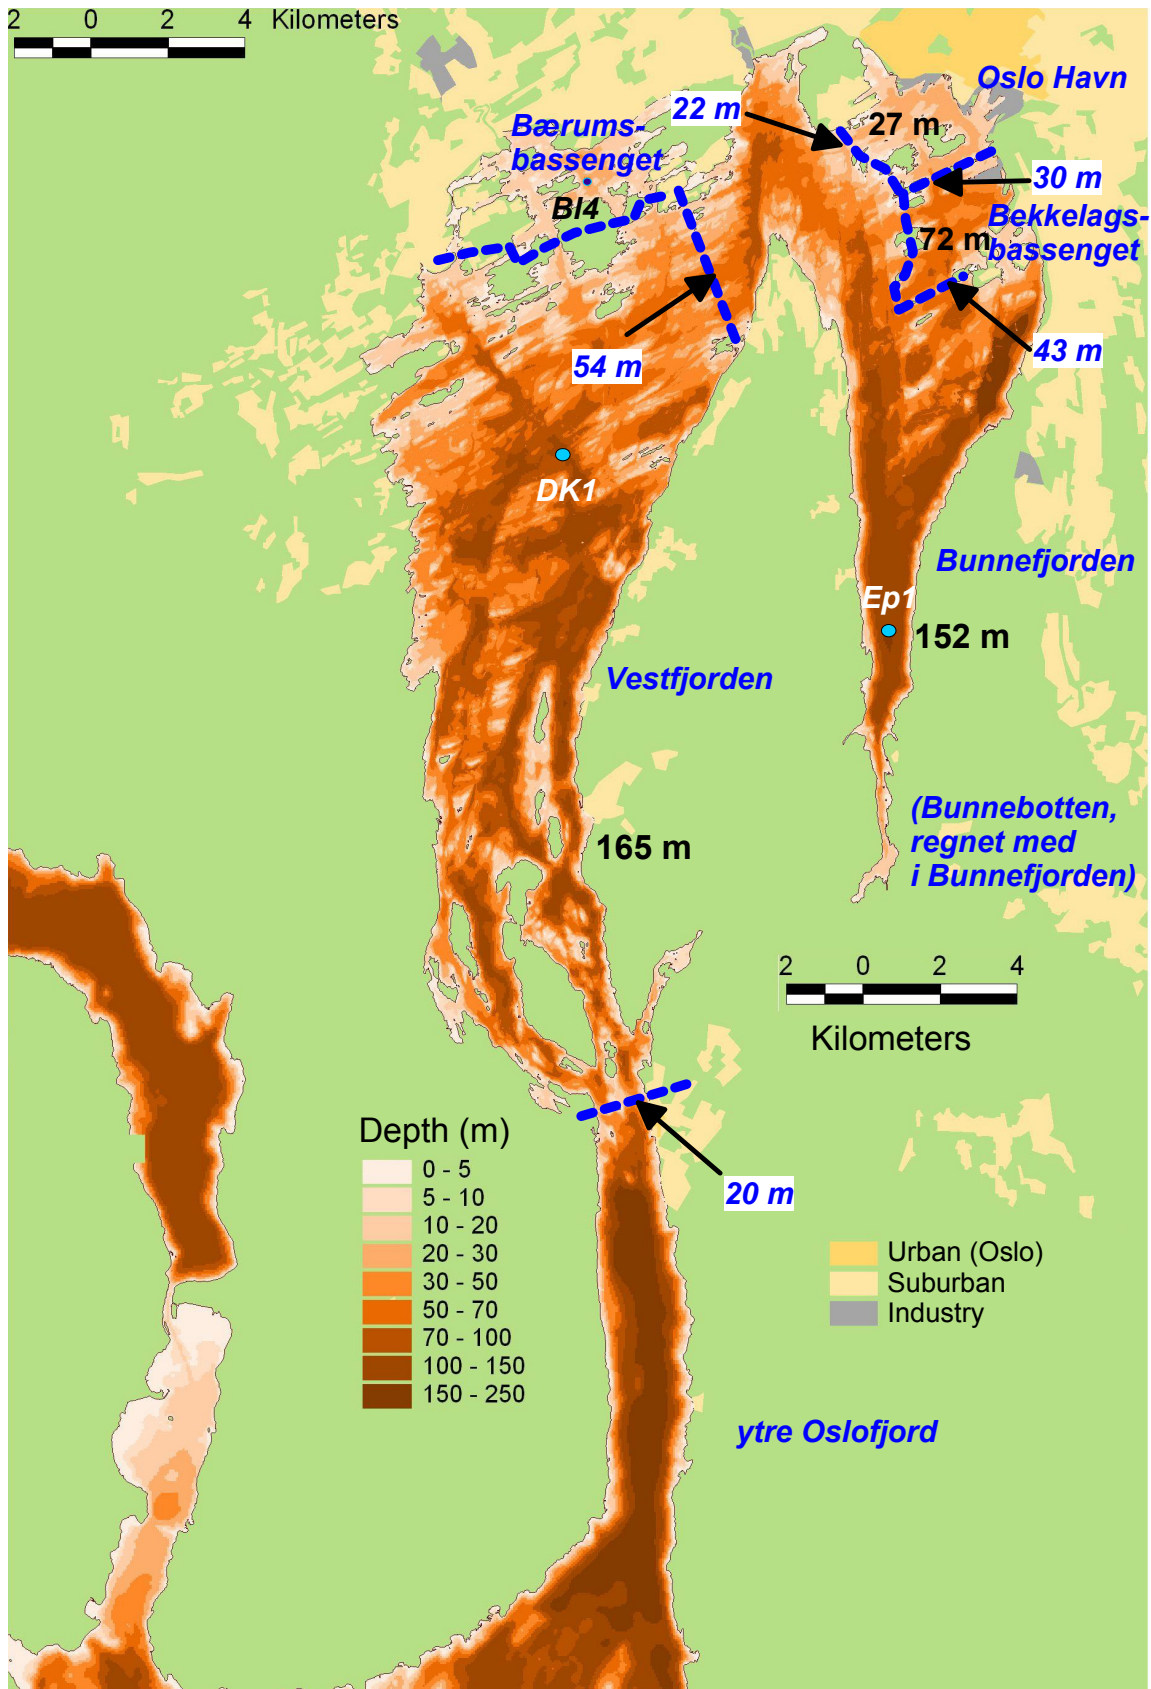 2 0 2 4 Kilometers
Oslo Havn
22 m
27 m
Bærums-
bassenget
30 m
BI4
Bekkelags-
bassenget
72 m
43 m
54 m
DK1
Bunnefjorden
Ep1
152 m
Vestfjorden
(Bunnebotten,
regnet med
i Bunnefjorden)
165 m
2 0 2 4
Kilometers
Depth (m)
0 - 5
5 - 10
10 - 20
20 - 30
30 - 50
50 - 70
70 - 100
100 - 150
150 - 250
20 m
Urban (Oslo)
Suburban
Industry
ytre Oslofjord